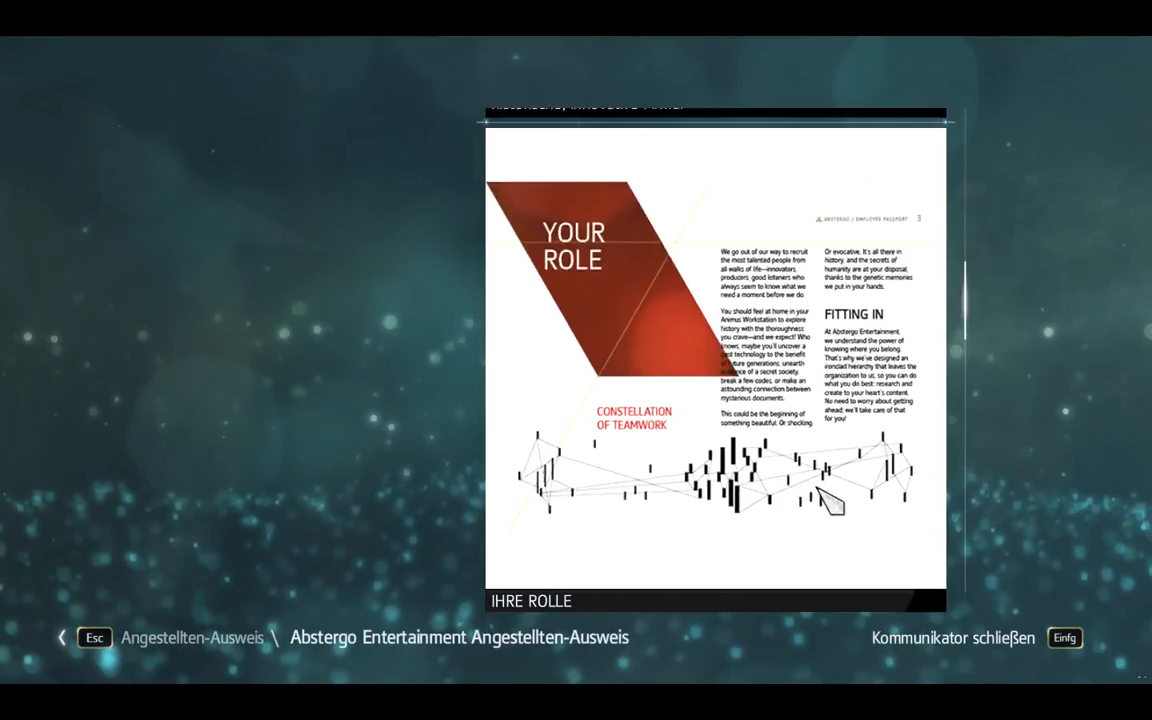 YOUR
ROLE
ABSTERGO / EMPLOYEE PASSPORT 3
We go out of our way to recruit
the most talented people from
all walks of life—innovators,
producers, good listeners who
always seem to know what we
need a moment before we do.
You should feel at home in your
Animus Workstation to explore
history with the thoroughness
you crave—and we expect! Who
knows, maybe you'll uncover a
past technology to the benefit
of future generations, unearth
evidence of a secret society,
break a few codes, or make an
astounding connection between
mysterious documents.
This could be the beginning of
something beautiful. Or shocking.
Or evocative. It's all there in
history, and the secrets of
humanity are at your disposal,
thanks to the genetic memories
we put in your hands.
FITTING IN
At Abstergo Entertainment,
we understand the power of
knowing where you belong.
That's why we've designed an
ironclad hierarchy that leaves the
organization to us, so you can do
what you do best: research and
create to your heart's content.
No need to worry about getting
ahead; we'll take care of that
for you!
CONSTELLATION
OF TEAMWORK
IHRE ROLLE
Esc Angestellten-Ausweis \ Abstergo Entertainment Angestellten-Ausweis
Kommunikator schließen Einfg